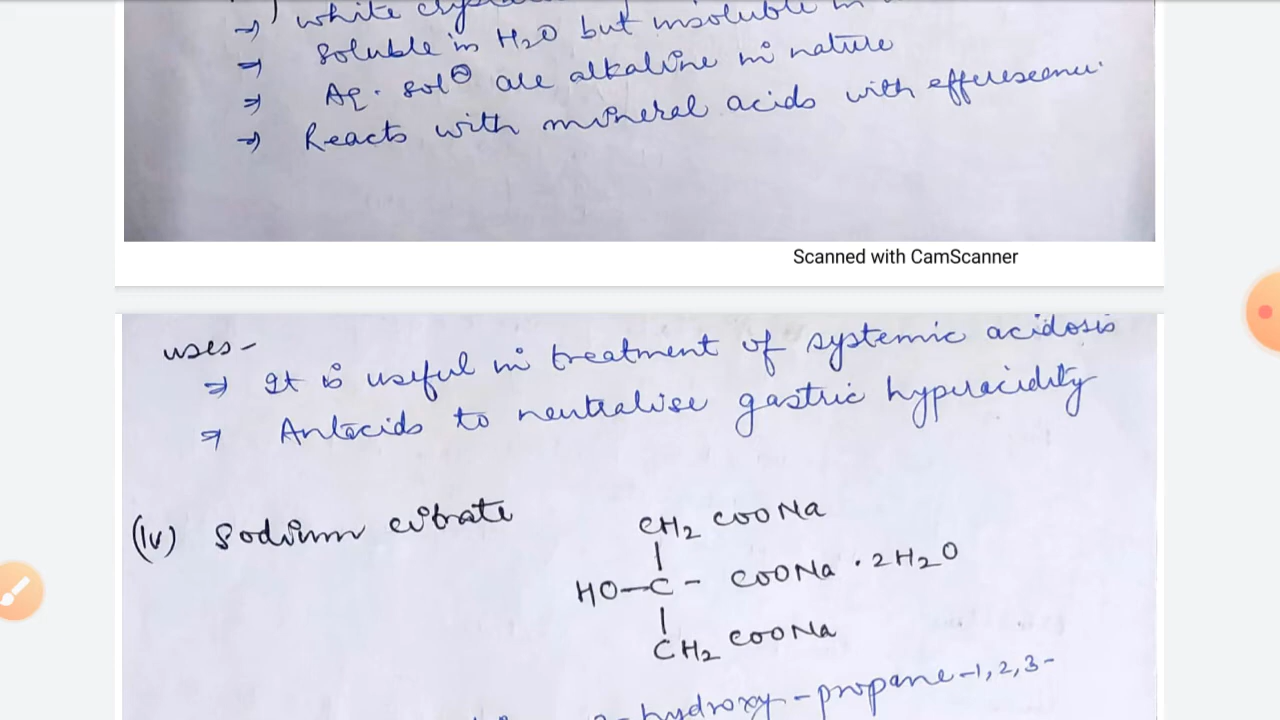 ⇒) white
⇒ soluble in H2O but insoluble in
⇒ Aq. solⓝ are alkaline in nature
⇒ Reacts with mineral acids with effervescence.
Scanned with CamScanner
uses-
⇒ It is useful in treatment of systemic acidosis
⇒ Antacids to neutralise gastric hyperacidity
(iv) Sodium citrate
CH2 COONa
HO-C- COONa . 2H2O
CH2 COONa
hydroxy-propane-1,2,3-